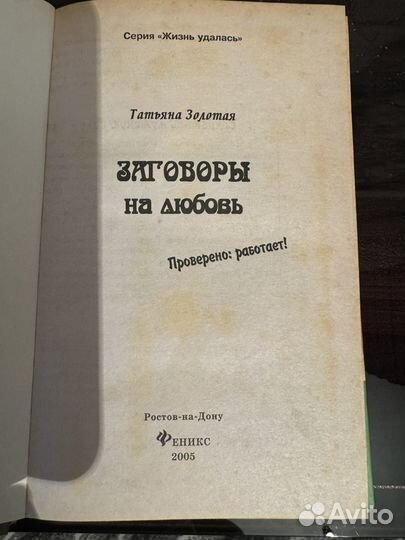 Серия «Жизнь удалась»
Татьяна Золотая
ЗАГОВОРЫ
на любовь
Проверено: работает!
Ростов-на-Дону
Феникс
2005
Avito